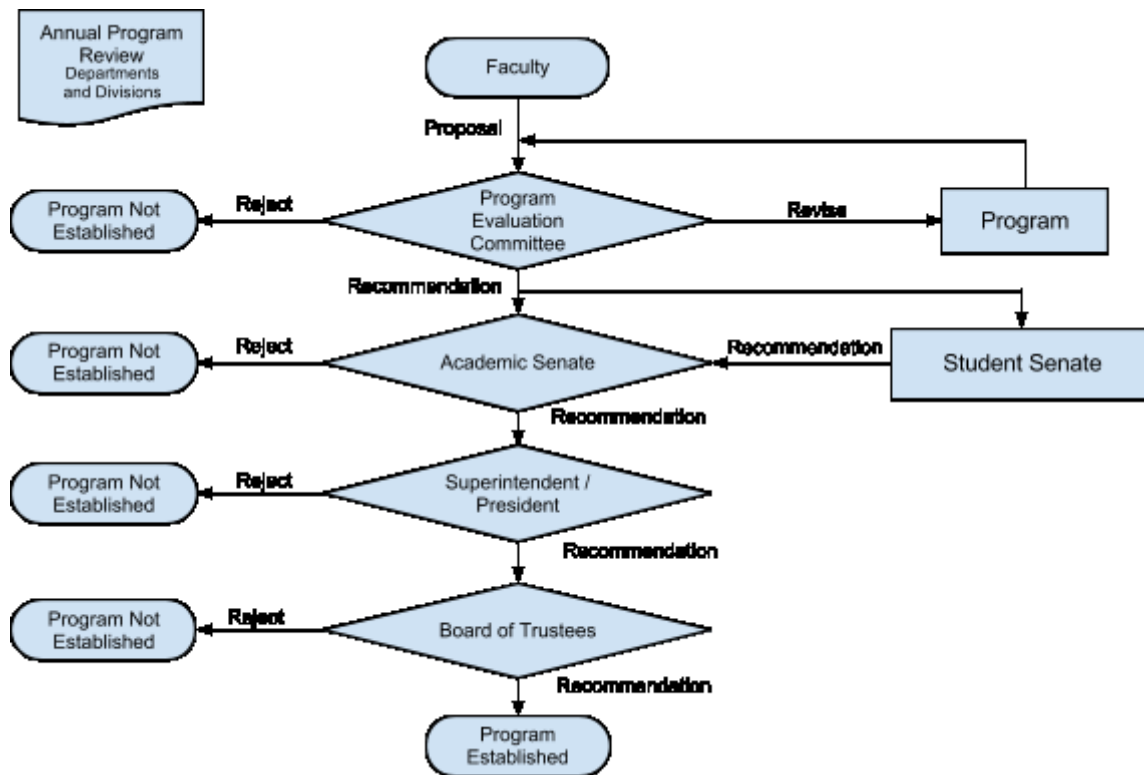 Annual Program
Review
Departments
and Divisions
Faculty
Proposal
Program Not
Established
Reject
Program
Evaluation
Committee
Revise
Program
Recommendation
Program Not
Established
Reject
Academic Senate
Recommendation
Student Senate
Recommendation
Program Not
Established
Reject
Superintendent /
President
Recommendation
Program Not
Established
Reject
Board of Trustees
Recommendation
Program
Established